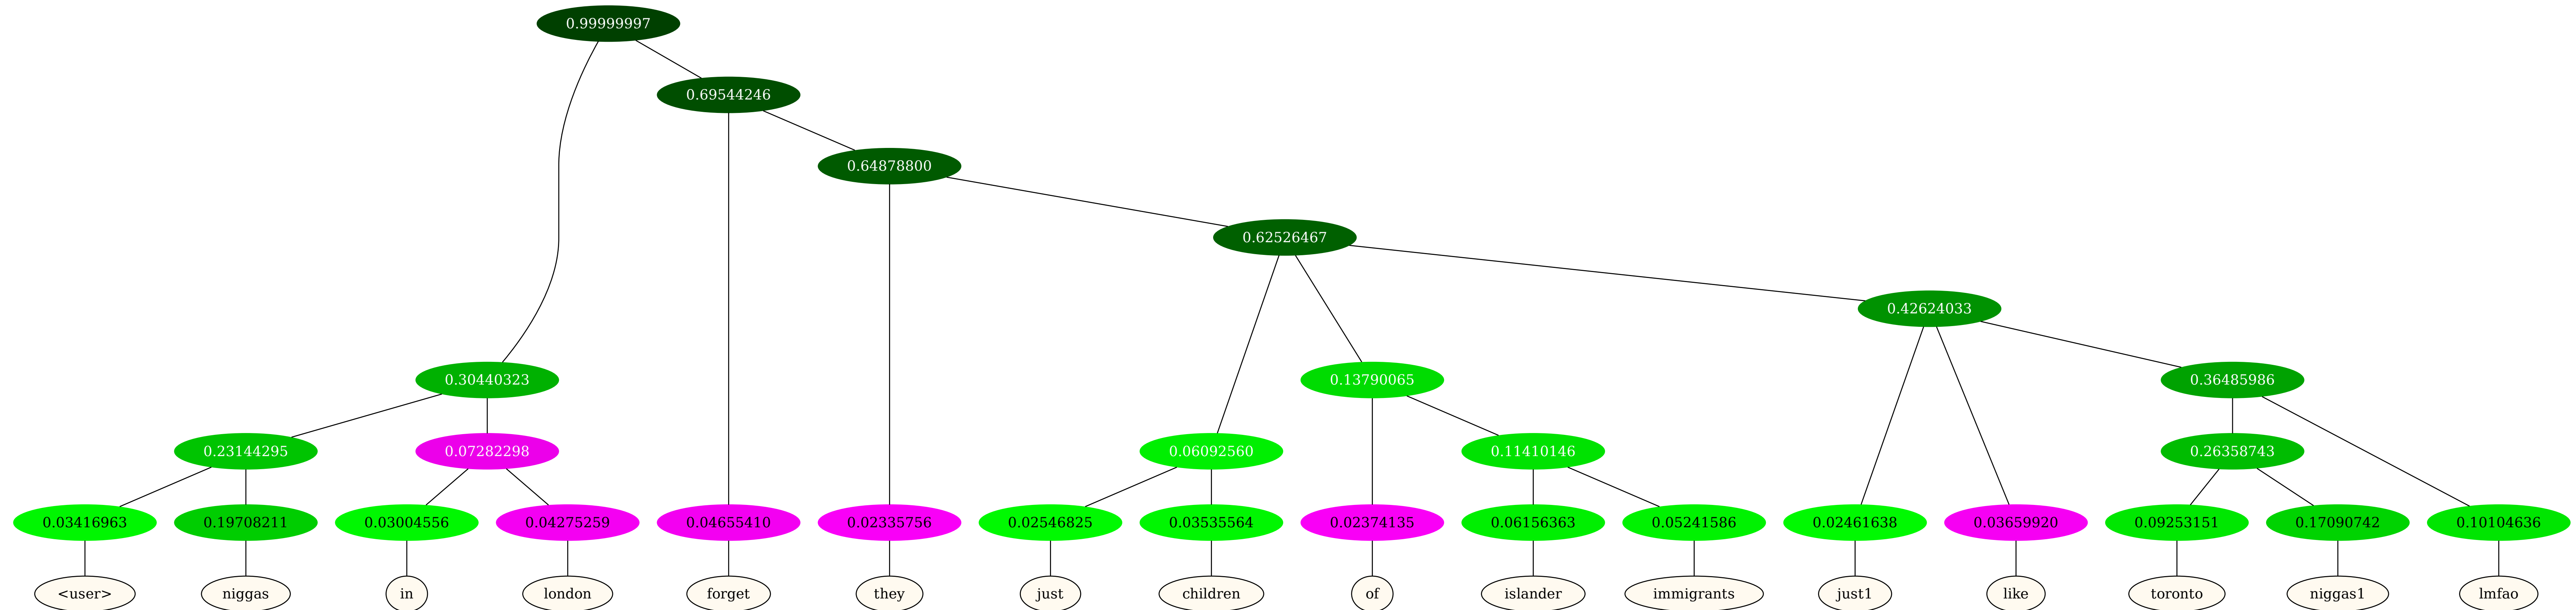 0.99999997
0.69544246
0.64878800
0.62526467
0.42624033
0.30440323 0.13790065 0.36485986
0.23144295 0.07282298 0.06092560 0.11410146 0.26358743
0.03416963 0.19708211 0.03004556 0.04275259 0.04655410 0.02335756 0.02546825 0.03535564 0.02374135 0.06156363 0.05241586 0.02461638 0.03659920 0.09253151 0.17090742 0.10104636
<user> niggas in london forget they just children of islander immigrants just1 like toronto niggas1 lmfao